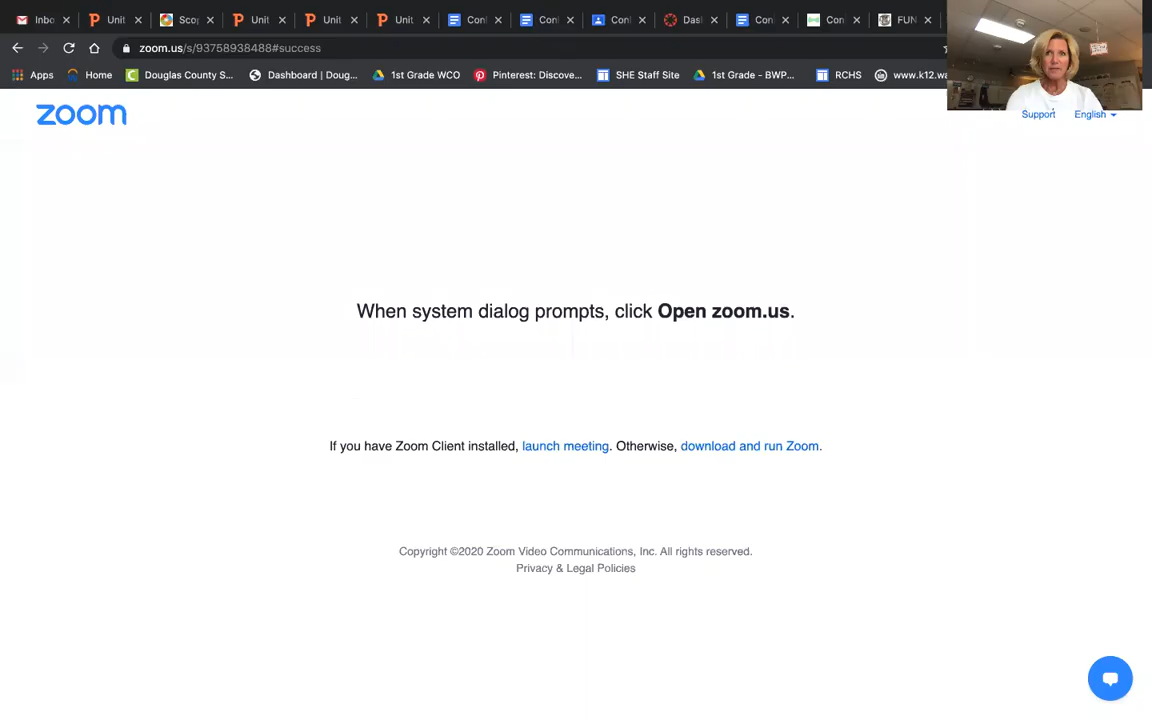 Inbo
Unit
Scop
Unit
Unit
Unit
Con
Con
Con
Das
Con
Con
FUN
zoom.us/s/93758938488#success
Apps Home Douglas County S... Dashboard | Doug... 1st Grade WCO Pinterest: Discove... SHE Staff Site 1st Grade - BWP... RCHS www.k12.wa
zoom
Support English
When system dialog prompts, click Open zoom.us.
If you have Zoom Client installed, launch meeting. Otherwise, download and run Zoom.
Copyright ©2020 Zoom Video Communications, Inc. All rights reserved.
Privacy & Legal Policies